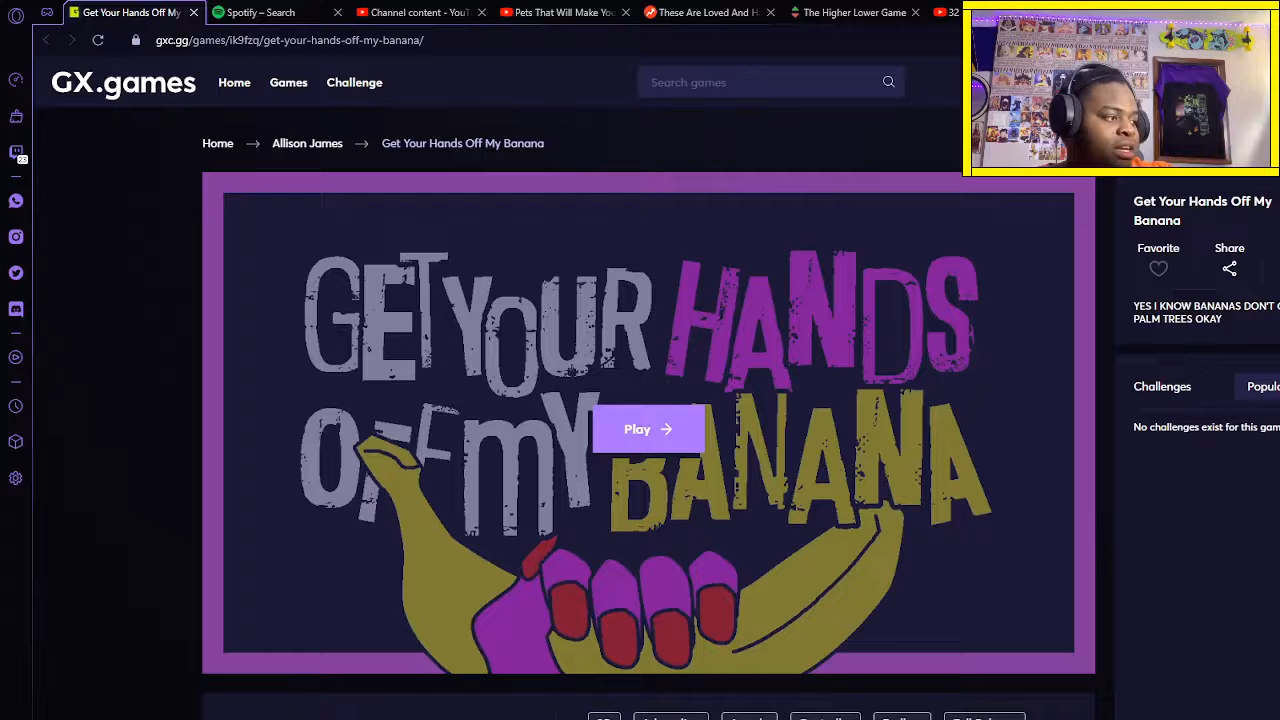 Get Your Hands Off My
Spotify – Search
Channel content - YouT
Pets That Will Make You
These Are Loved And H
The Higher Lower Game
32
gxc.gg/games/ik9fzq/get-your-hands-off-my-banana/
GX.games
Home
Games
Challenge
Search games
Home → Allison James → Get Your Hands Off My Banana
GET YOUR HANDS
OFF MY BANANA
Play →
Get Your Hands Off My
Banana
Favorite
Share
YES I KNOW BANANAS DON'T
PALM TREES OKAY
Challenges
Popul
No challenges exist for this gam
23